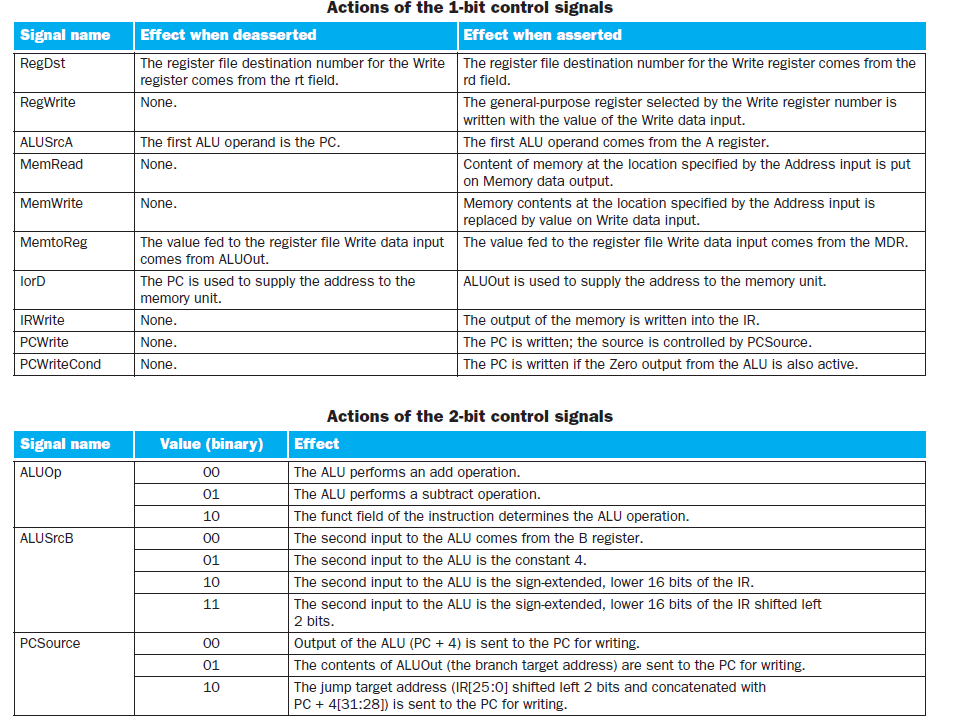 Actions of the 1-bit control signals
Signal name Effect when deasserted Effect when asserted
RegDst The register file destination number for the Write The register file destination number for the Write register comes from the
register comes from the rt field. rd field.
RegWrite None. The general-purpose register selected by the Write register number is
written with the value of the Write data input.
ALUSrcA The first ALU operand is the PC. The first ALU operand comes from the A register.
MemRead None. Content of memory at the location specified by the Address input is put
on Memory data output.
MemWrite None. Memory contents at the location specified by the Address input is
replaced by value on Write data input.
MemtoReg The value fed to the register file Write data input The value fed to the register file Write data input comes from the MDR.
comes from ALUOut.
IorD The PC is used to supply the address to the ALUOut is used to supply the address to the memory unit.
memory unit.
IRWrite None. The output of the memory is written into the IR.
PCWrite None. The PC is written; the source is controlled by PCSource.
PCWriteCond None. The PC is written if the Zero output from the ALU is also active.
Actions of the 2-bit control signals
Signal name Value (binary) Effect
ALUOp 00 The ALU performs an add operation.
01 The ALU performs a subtract operation.
10 The funct field of the instruction determines the ALU operation.
ALUSrcB 00 The second input to the ALU comes from the B register.
01 The second input to the ALU is the constant 4.
10 The second input to the ALU is the sign-extended, lower 16 bits of the IR.
11 The second input to the ALU is the sign-extended, lower 16 bits of the IR shifted left
2 bits.
PCSource 00 Output of the ALU (PC + 4) is sent to the PC for writing.
01 The contents of ALUOut (the branch target address) are sent to the PC for writing.
10 The jump target address (IR[25:0] shifted left 2 bits and concatenated with
PC + 4[31:28]) is sent to the PC for writing.